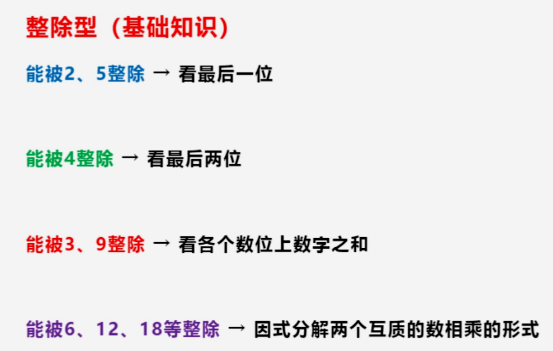 整除型（基础知识）
能被2、5整除 → 看最后一位
能被4整除 → 看最后两位
能被3、9整除 → 看各个数位上数字之和
能被6、12、18等整除 → 因式分解两个互质的数相乘的形式